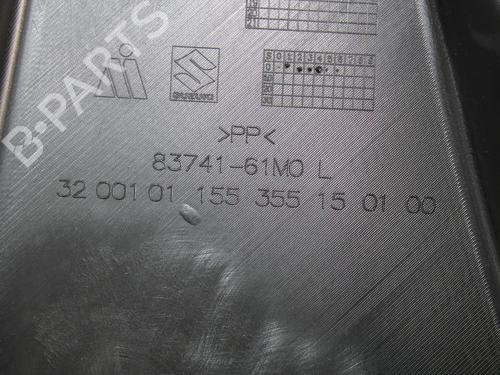 B-PARTS
SUZUKI
>PP<
83741-61M0 L
32 001 01 155 355 15 01 00